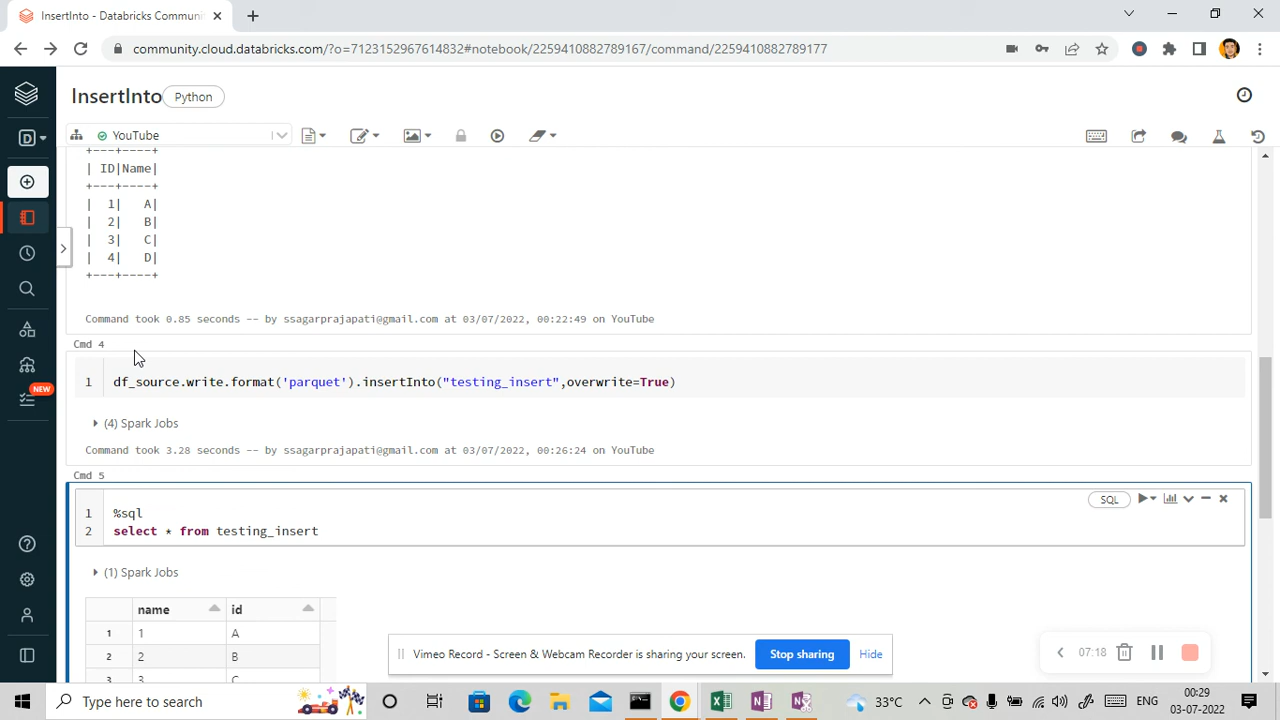 InsertInto - Databricks Commun
community.cloud.databricks.com/?o=7123152967614832#notebook/2259410882789167/command/2259410882789177
InsertInto Python
D
YouTube
+---+----+
| ID|Name|
+---+----+
| 1| A|
| 2| B|
| 3| C|
| 4| D|
+---+----+
Command took 0.85 seconds -- by ssagarprajapati@gmail.com at 03/07/2022, 00:22:49 on YouTube
Cmd 4
1 df_source.write.format('parquet').insertInto("testing_insert",overwrite=True)
(4) Spark Jobs
Command took 3.28 seconds -- by ssagarprajapati@gmail.com at 03/07/2022, 00:26:24 on YouTube
NEW
Cmd 5
SQL
1 %sql
2 select * from testing_insert
(1) Spark Jobs
name id
1 1 A
2 2 B
3 3 C
Vimeo Record - Screen & Webcam Recorder is sharing your screen. Stop sharing Hide
07:18
Type here to search
33°C
ENG
00:29
03-07-2022